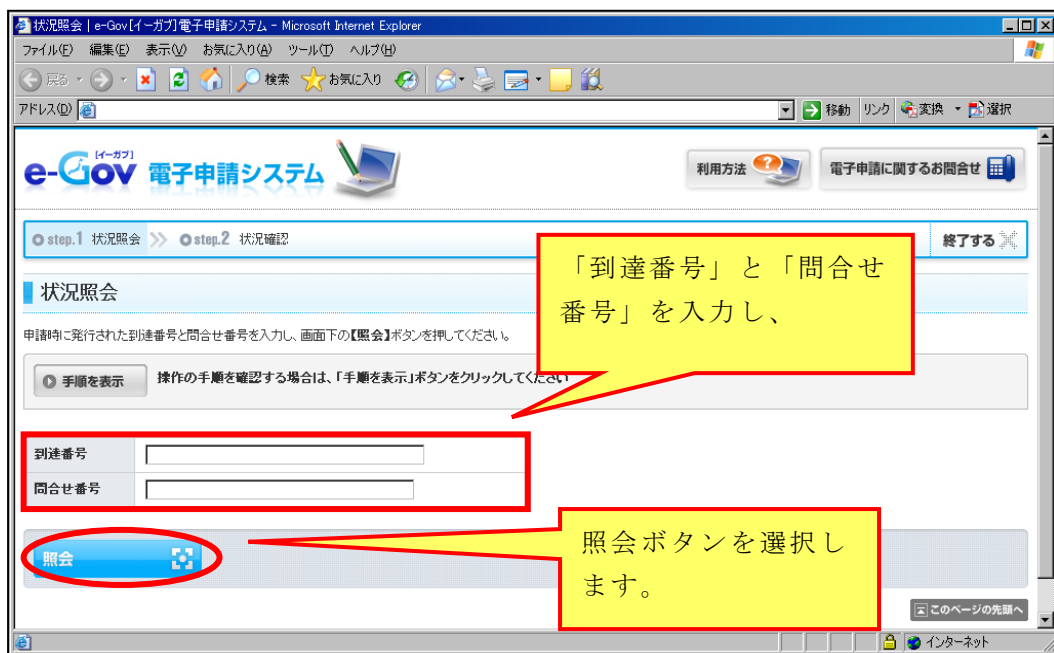 状況照会 | e-Gov[イーガブ]電子申請システム - Microsoft Internet Explorer
ファイル(F) 編集(E) 表示(V) お気に入り(A) ツール(T) ヘルプ(H)
戻る 検索 お気に入り
アドレス(D) 移動 リンク 変換 選択
[イーガブ]
e-Gov 電子申請システム 利用方法 電子申請に関するお問合せ
step.1 状況照会 step.2 状況確認 終了する
「到達番号」と「問合せ
番号」を入力し、
状況照会
申請時に発行された到達番号と問合せ番号を入力し、画面下の【照会】ボタンを押してください。
手順を表示 操作の手順を確認する場合は、「手順を表示」ボタンをクリックしてください
到達番号
問合せ番号
照会ボタンを選択し
ます。
照会
このページの先頭へ
インターネット